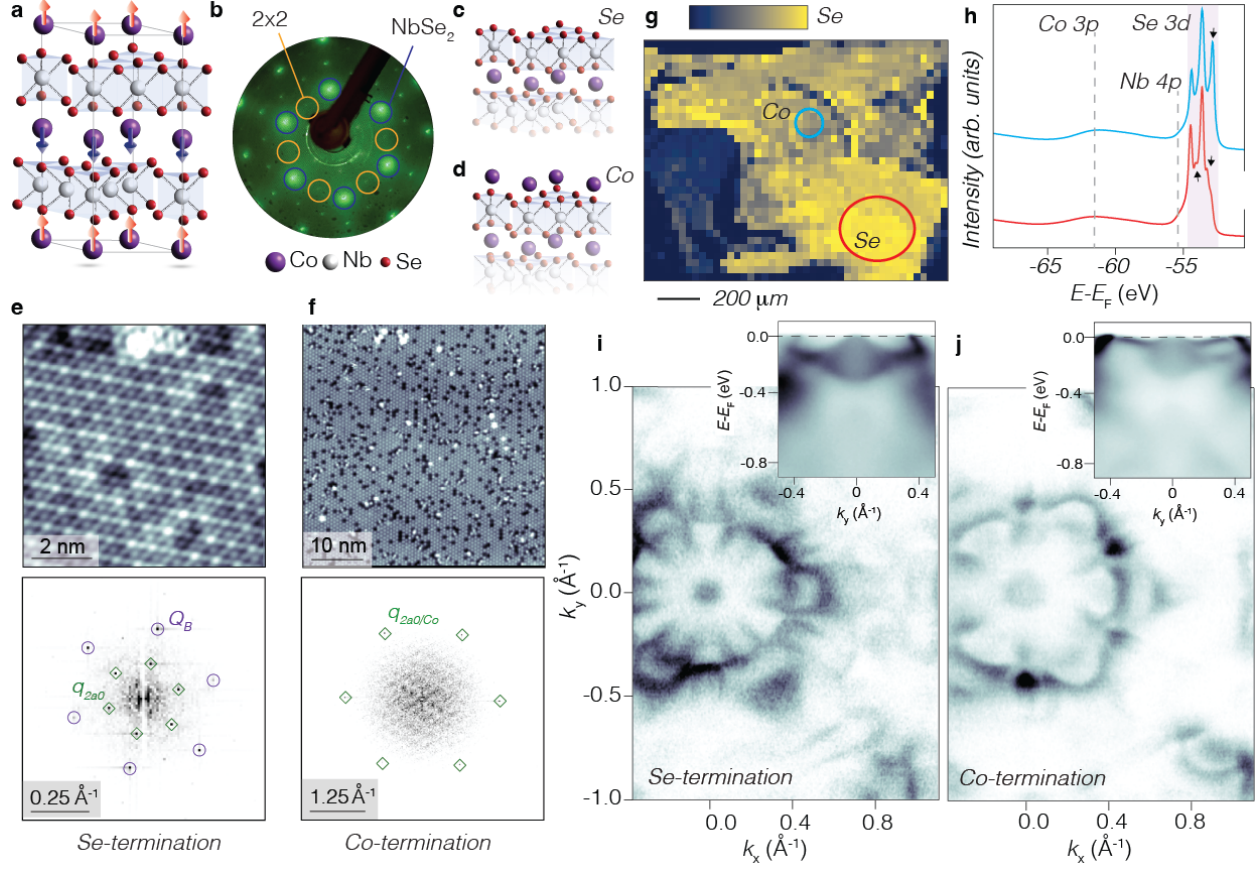 a
b
2x2
NbSe2
Co Nb Se
c
Se
d
Co
g
Se
Co
Se
200 μm
h
Co 3p
Se 3d
Nb 4p
Intensity (arb. units)
-65
-60
-55
E-EF (eV)
e
2 nm
QB
q2a0
0.25 Å-1
Se-termination
f
10 nm
q2a0/Co
1.25 Å-1
Co-termination
i
0.0
-0.4
-0.8
E-EF (eV)
-0.4 0 0.4
ky (Å-1)
1.0
0.5
0.0
-0.5
-1.0
ky (Å-1)
Se-termination
0.0 0.4 0.8
kx (Å-1)
j
0.0
-0.4
-0.8
E-EF (eV)
-0.4 0 0.4
ky (Å-1)
Co-termination
0.0 0.4 0.8
kx (Å-1)